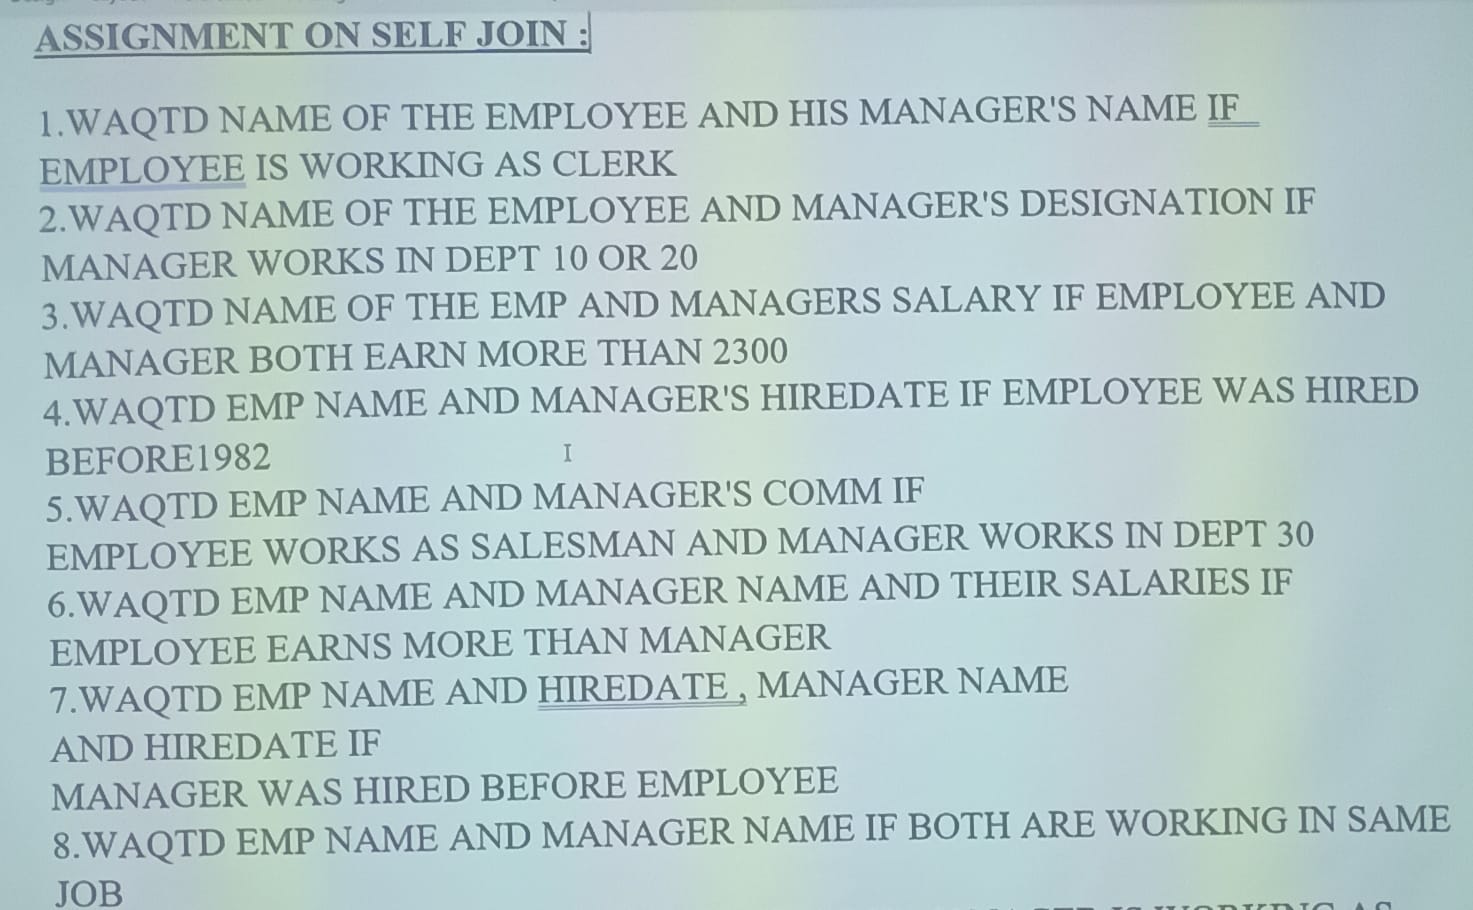 ASSIGNMENT ON SELF JOIN :
1.WAQTD NAME OF THE EMPLOYEE AND HIS MANAGER'S NAME IF
EMPLOYEE IS WORKING AS CLERK
2.WAQTD NAME OF THE EMPLOYEE AND MANAGER'S DESIGNATION IF
MANAGER WORKS IN DEPT 10 OR 20
3.WAQTD NAME OF THE EMP AND MANAGERS SALARY IF EMPLOYEE AND
MANAGER BOTH EARN MORE THAN 2300
4.WAQTD EMP NAME AND MANAGER'S HIREDATE IF EMPLOYEE WAS HIRED
BEFORE1982
5.WAQTD EMP NAME AND MANAGER'S COMM IF
EMPLOYEE WORKS AS SALESMAN AND MANAGER WORKS IN DEPT 30
6.WAQTD EMP NAME AND MANAGER NAME AND THEIR SALARIES IF
EMPLOYEE EARNS MORE THAN MANAGER
7.WAQTD EMP NAME AND HIREDATE , MANAGER NAME
AND HIREDATE IF
MANAGER WAS HIRED BEFORE EMPLOYEE
8.WAQTD EMP NAME AND MANAGER NAME IF BOTH ARE WORKING IN SAME
JOB